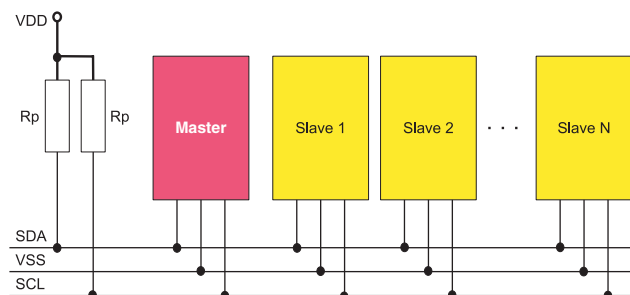 VDD
Rp
Rp
Master
Slave 1
Slave 2
. . .
Slave N
SDA
VSS
SCL